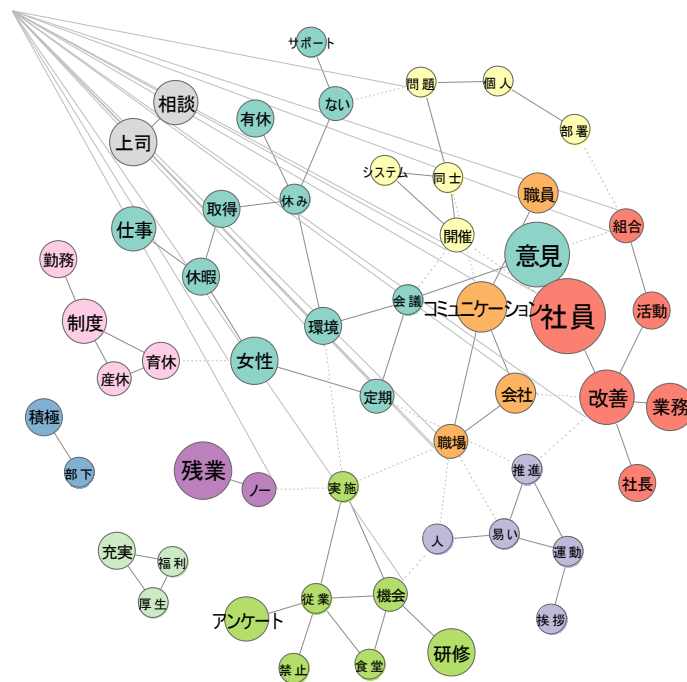 サポート
問題
個人
相談
ない
有休
部署
上司
システム
同士
職員
取得
休み
仕事
開催
組合
勤務
意見
休暇
会議
コミュニケーション
社員
活動
制度
環境
育休
女性
産休
定期
会社
改善
業務
積極
職場
残業
部下
ノー
実施
推進
社長
人
易い
充実
福利
運動
厚生
従業
機会
アンケート
挨拶
研修
禁止
食堂